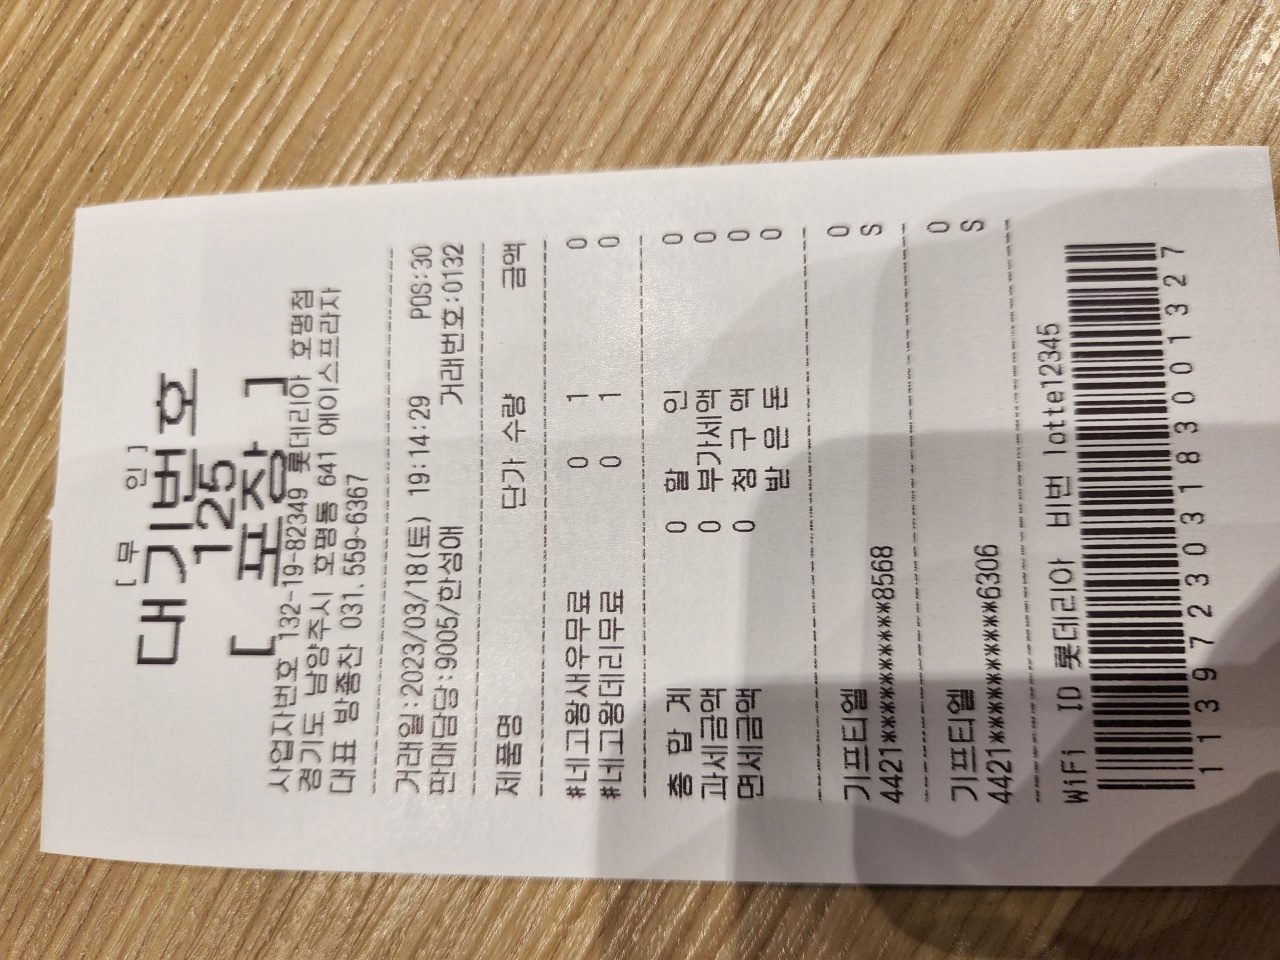 [ 무 인 ]
대기번호
125
[ 포장 ]
사업자번호 132-19-82349 롯데리아 호평점
경기도 남양주시 호평동 641 에이스프라자
대표 방종찬 031.559~6367
거래일:2023/03/18(토) 19:14:29 POS:30
판매담당:9005/한성애 거래번호:0132
제품명 단가 수량 금액
#네고왕새우무료 0 1 0
#네고왕데리무료 0 1 0
총 합 계 0 할 인 0
과세금액 0 부가세액 0
면세금액 0 청 구 액 0
받 은 돈 0
기프티엘 0
4421*********8568 S
기프티엘 0
4421*********6306 S
WiFi ID 롯데리아 비번 lotte12345
113972303183001327